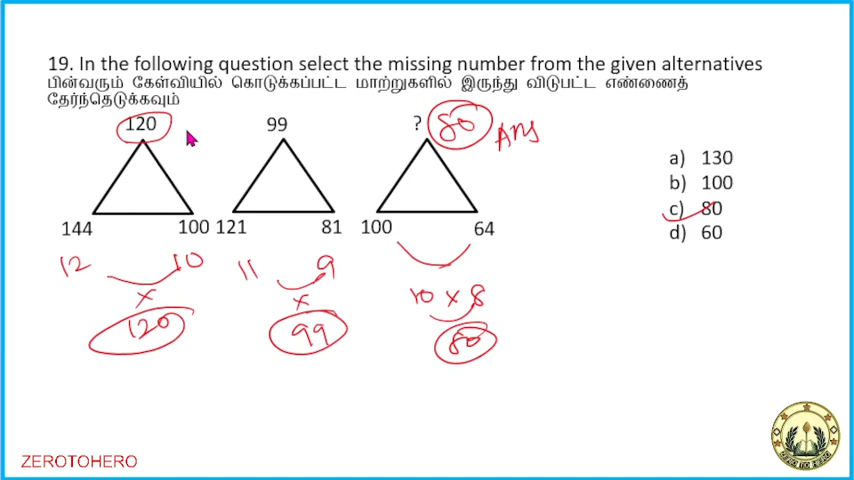 19. In the following question select the missing number from the given alternatives
பின்வரும் கேள்வியில் கொடுக்கப்பட்ட மாற்றுகளில் இருந்து விடுபட்ட எண்ணைத்
தேர்ந்தெடுக்கவும்
120 99 ? 80 Ans
144 100 121 81 100 64
a) 130
b) 100
c) 80
d) 60
12 10 11 9
× × 10 × 8
120 99 80
ZEROTOHERO